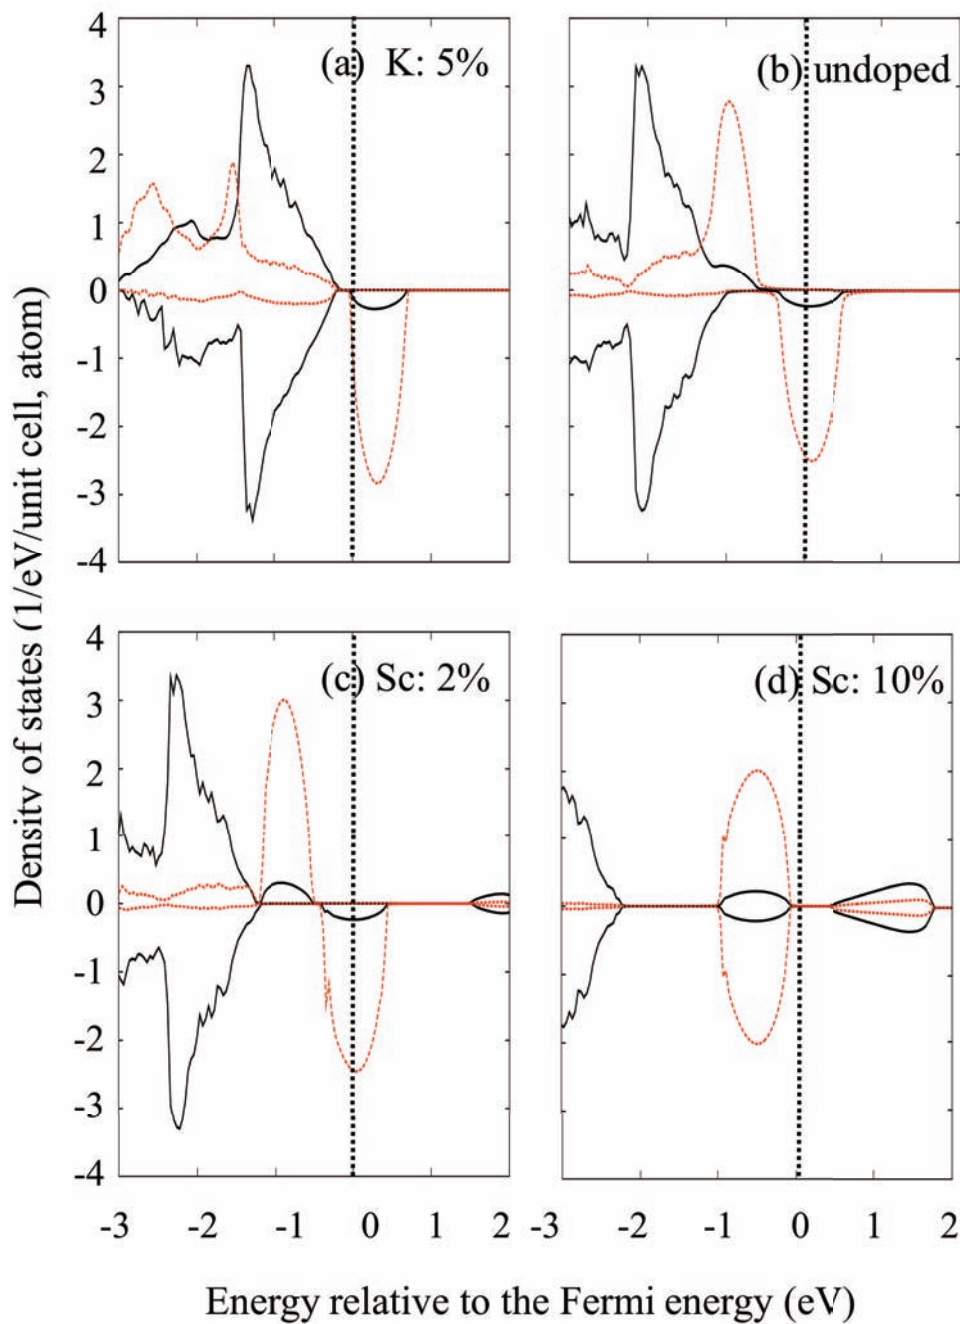 4
(a) K: 5%
(b) undoped
3
2
1
0
-1
-2
-3
-4
4
(c) Sc: 2%
(d) Sc: 10%
3
2
1
0
-1
-2
-3
-4
-3 -2 -1 0 1 2 -3 -2 -1 0 1 2
Density of states (1/eV/unit cell, atom)
Energy relative to the Fermi energy (eV)